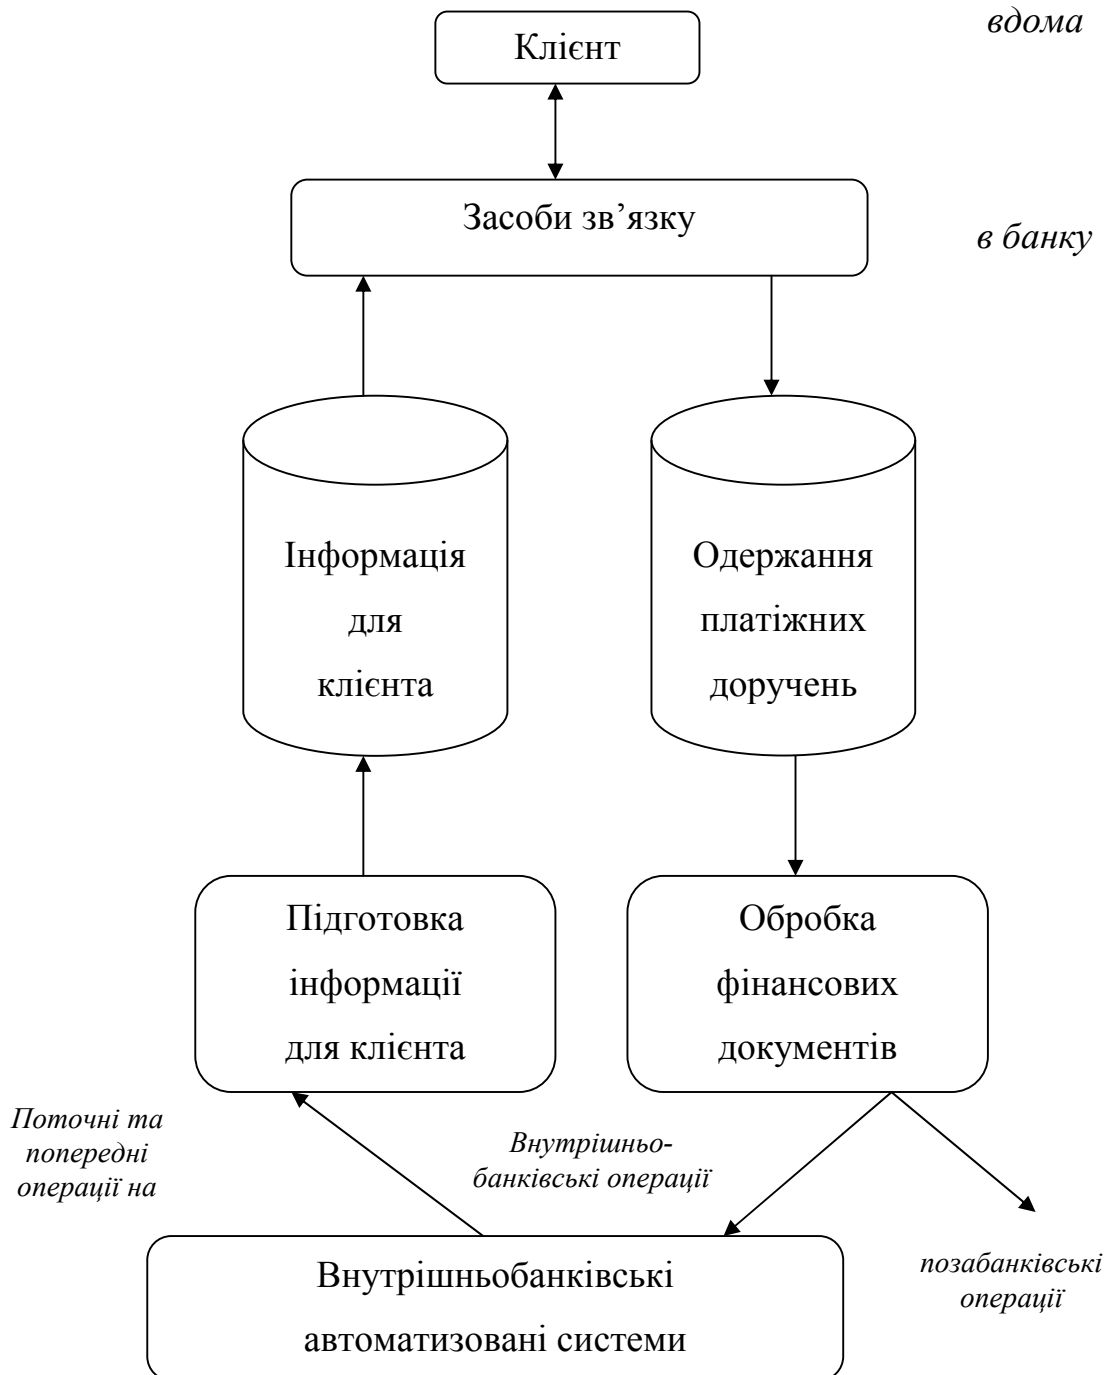 вдома
Клієнт
Засоби зв’язку
в банку
Інформація
для
клієнта
Одержання
платіжних
доручень
Підготовка
інформації
для клієнта
Обробка
фінансових
документів
Поточні та
попередні
операції на
Внутрішньо-
банківські операції
позабанківські
операції
Внутрішньобанківські
автоматизовані системи